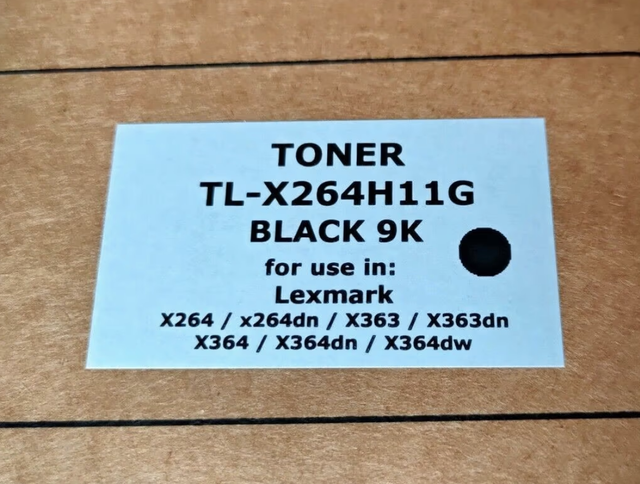 TONER
TL-X264H11G
BLACK 9K
for use in:
Lexmark
X264 / x264dn / X363 / X363dn
X364 / X364dn / X364dw